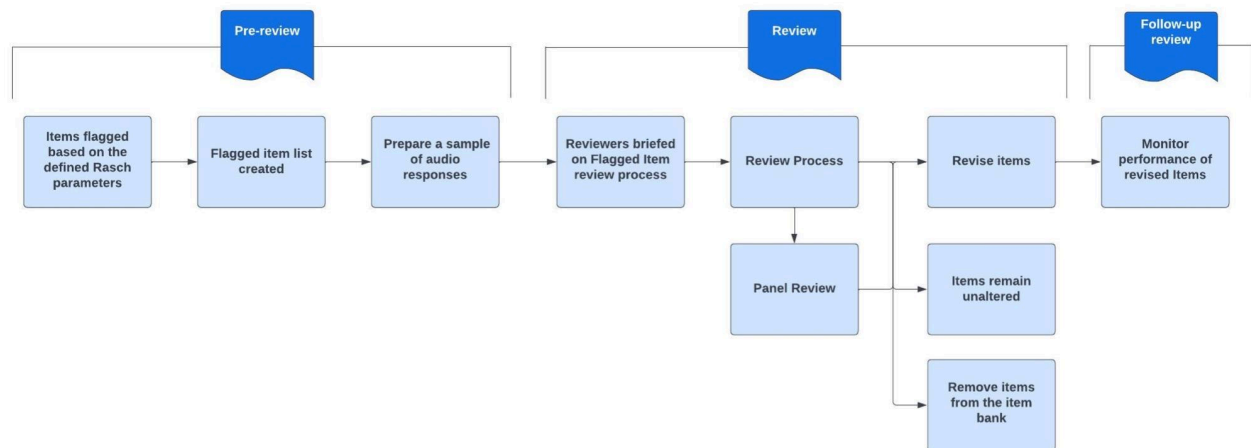 Pre-review
Review
Follow-up
review
Items flagged
based on the
defined Rasch
parameters
Flagged item list
created
Prepare a sample
of audio
responses
Reviewers briefed
on Flagged Item
review process
Review Process
Revise items
Monitor
performance of
revised Items
Panel Review
Items remain
unaltered
Remove items
from the item
bank